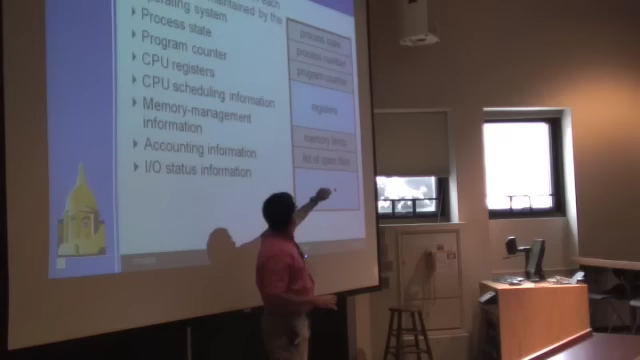 each
operating system maintained by the
Process state
Program counter
CPU registers
CPU scheduling information
Memory-management
information
Accounting information
I/O status information
process state
process number
program counter
registers
memory limits
list of open files